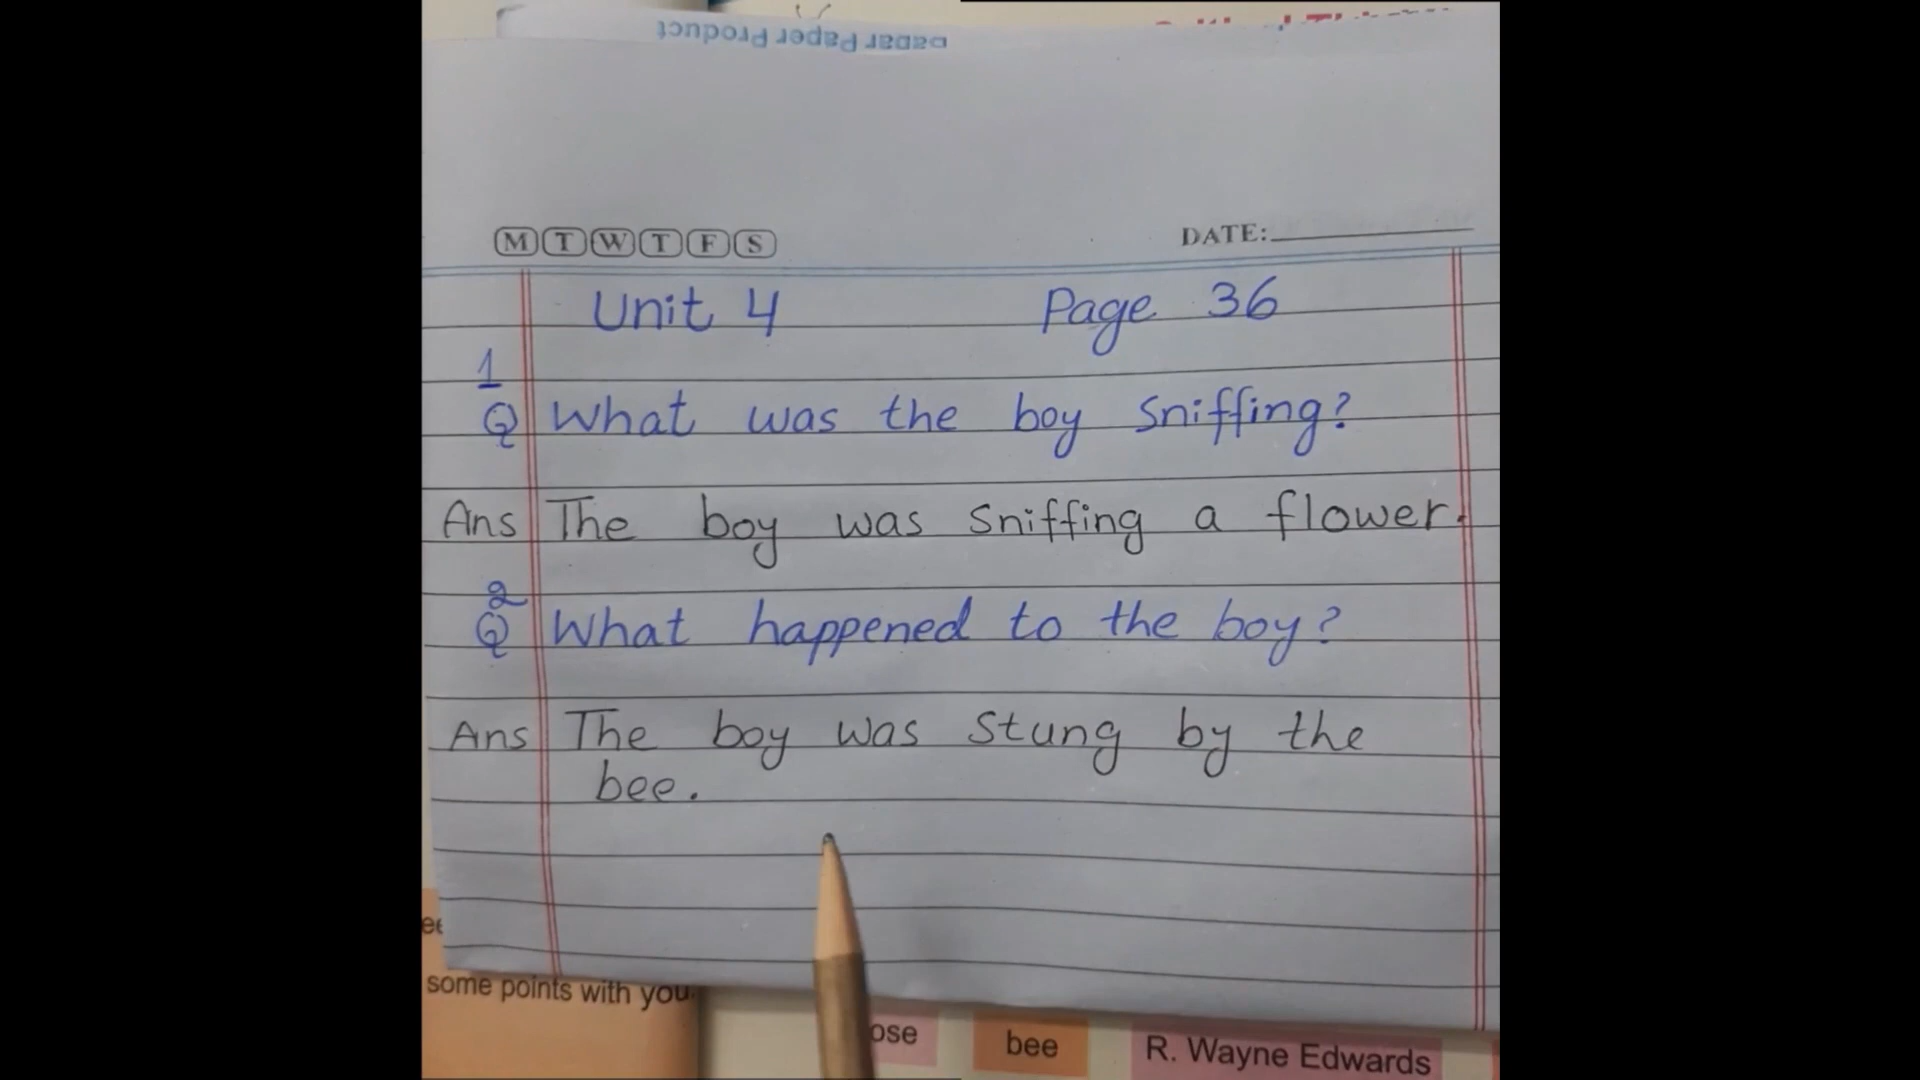 Dabar Paper Product
M T W T F S
DATE:
Unit 4 Page 36
1
Q What was the boy sniffing?
Ans The boy was sniffing a flower.
2
Q What happened to the boy?
Ans The boy was stung by the
bee.
some points with you.
ose bee R. Wayne Edwards